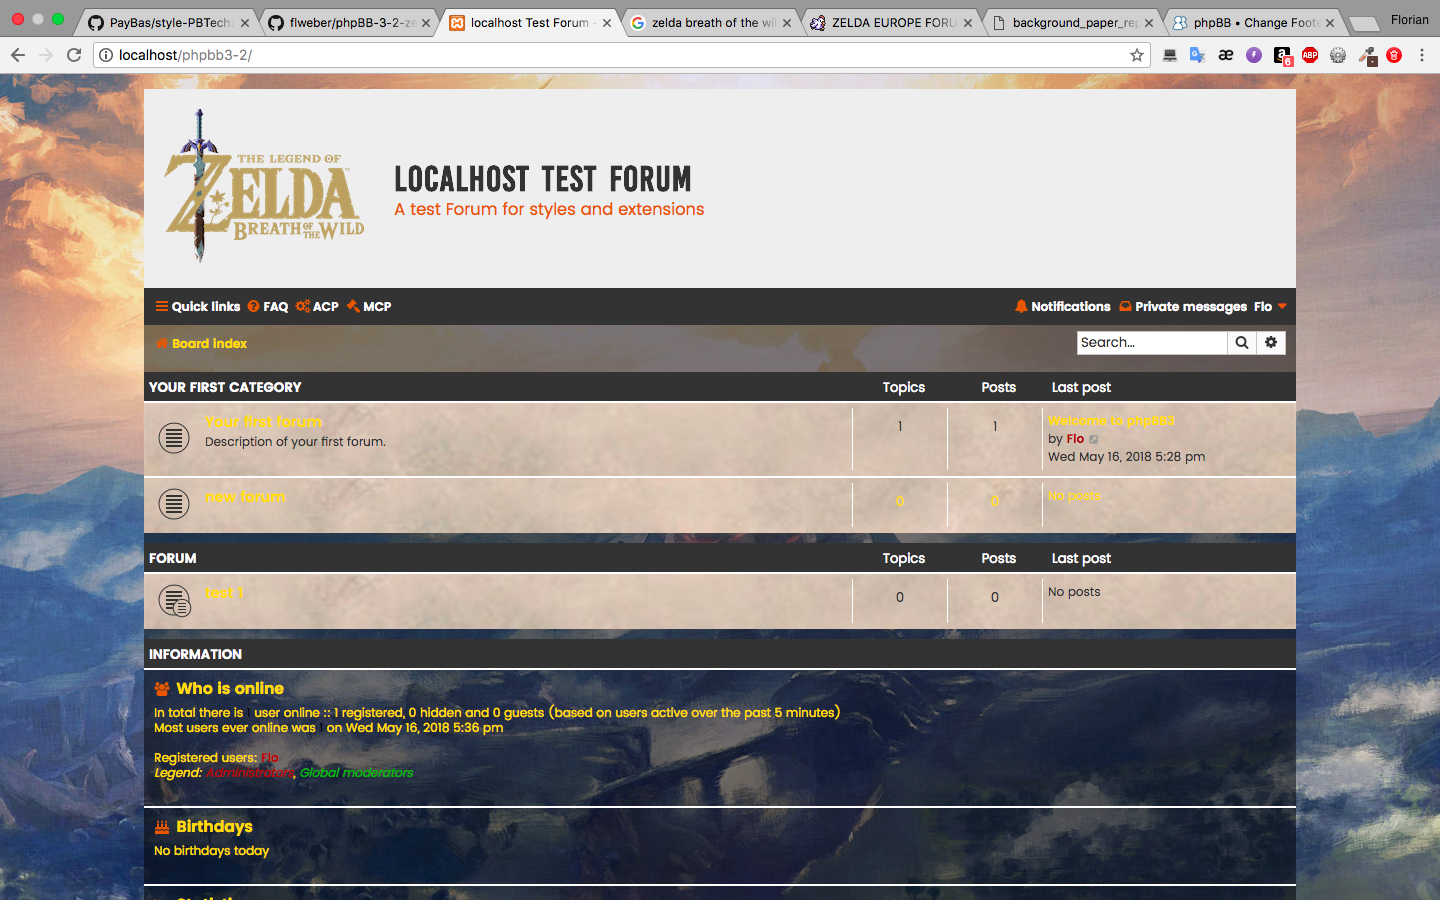 PayBas/style-PBTech:
flweber/phpBB-3-2-ze
localhost Test Forum -
zelda breath of the wil
ZELDA EUROPE FORU
background_paper_rep
phpBB • Change Foote
Florian
localhost/phpbb3-2/
æ
a
6
ABP
THE LEGEND OF
ZELDA
BREATH OF THE WILD
LOCALHOST TEST FORUM
A test Forum for styles and extensions
Quick links FAQ ACP MCP
Notifications Private messages Flo
Board index
Search…
YOUR FIRST CATEGORY Topics Posts Last post
Your first forum
Description of your first forum.
1 1
Welcome to phpBB3
by Flo
Wed May 16, 2018 5:28 pm
new forum 0 0 No posts
FORUM Topics Posts Last post
test 1 0 0 No posts
INFORMATION
Who is online
In total there is 1 user online :: 1 registered, 0 hidden and 0 guests (based on users active over the past 5 minutes)
Most users ever online was 1 on Wed May 16, 2018 5:36 pm
Registered users: Flo
Legend: Administrators, Global moderators
Birthdays
No birthdays today